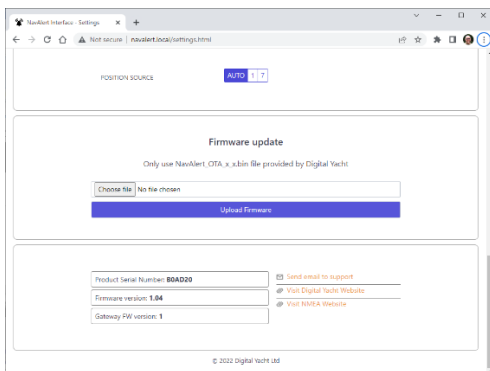 NavAlert Interface - Settings
Not secure | navalert.local/settings.html
POSITION SOURCE
AUTO 1 7
Firmware update
Only use NavAlert_OTA_x_x.bin file provided by Digital Yacht
Choose file No file chosen
Upload Firmware
Product Serial Number: B0AD20
Send email to support
Visit Digital Yacht Website
Firmware version: 1.04
Visit NMEA Website
Gateway FW version: 1
© 2022 Digital Yacht Ltd